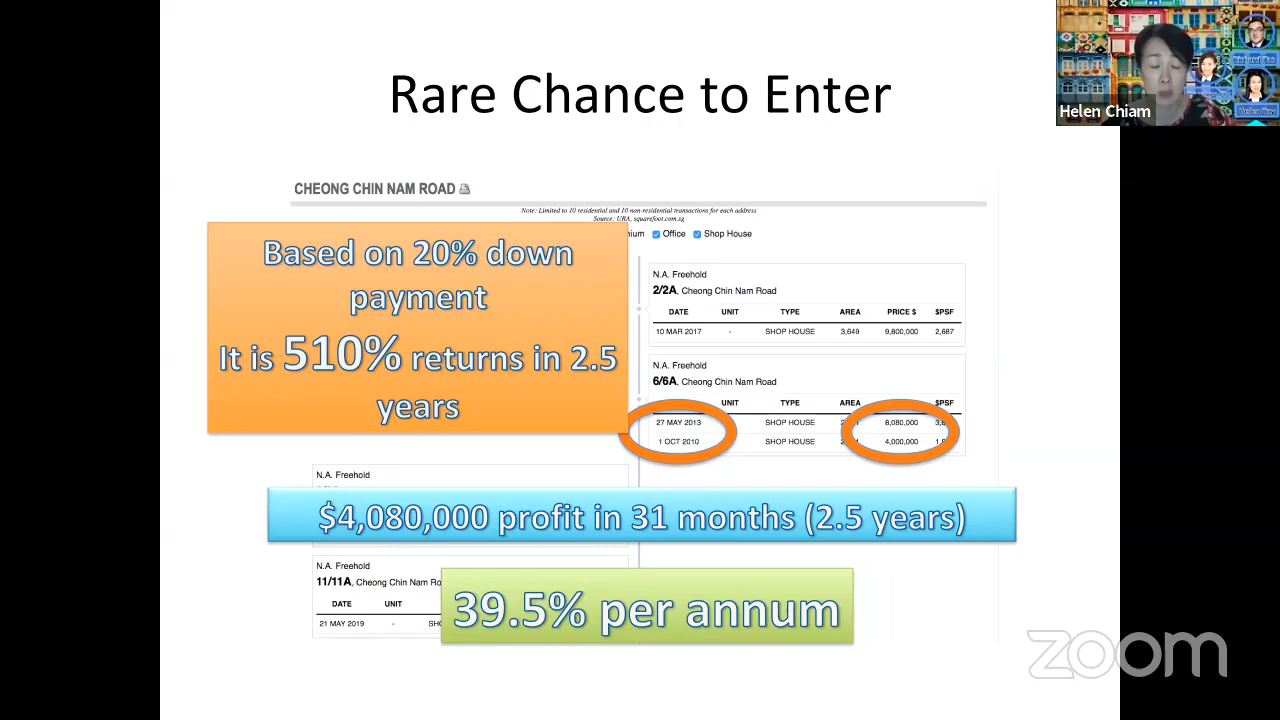 Rare Chance to Enter
Helen Chiam
CHEONG CHIN NAM ROAD
Note: Limited to 10 residential and 10 non-residential transactions for each address
Source: URA, squarefoot.com.sg
Office Shop House
Based on 20% down
payment
It is 510% returns in 2.5
years
N.A. Freehold
2/2A, Cheong Chin Nam Road
DATE UNIT TYPE AREA PRICE $ $PSF
10 MAR 2017 - SHOP HOUSE 3,649 9,800,000 2,687
N.A. Freehold
6/6A, Cheong Chin Nam Road
UNIT TYPE PRICE $PSF
27 MAY 2013 SHOP HOUSE 8,080,000
1 OCT 2010 SHOP HOUSE 4,000,000
N.A. Freehold
$4,080,000 profit in 31 months (2.5 years)
N.A. Freehold
11/11A, Cheong Chin Nam
DATE UNIT
21 MAY 2019 -
39.5% per annum
zoom